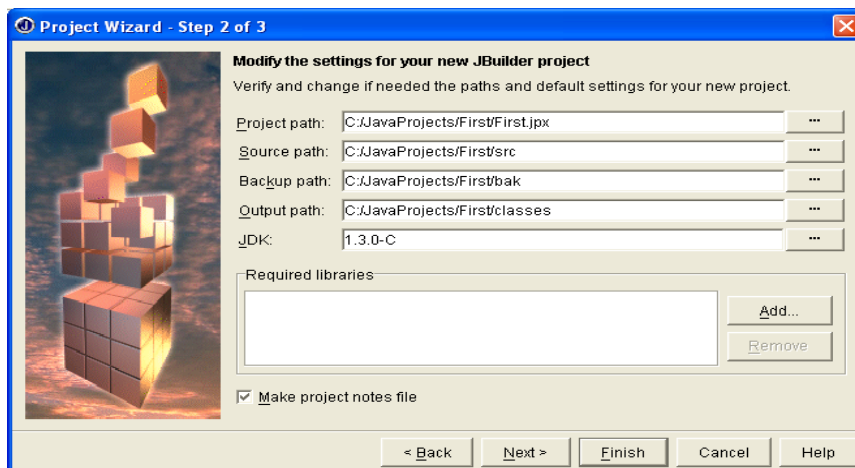 Project Wizard - Step 2 of 3
Modify the settings for your new JBuilder project
Verify and change if needed the paths and default settings for your new project.
Project path: C:/JavaProjects/First/First.jpx ...
Source path: C:/JavaProjects/First/src ...
Backup path: C:/JavaProjects/First/bak ...
Output path: C:/JavaProjects/First/classes ...
JDK: 1.3.0-C ...
Required libraries
Add...
Remove
Make project notes file
< Back Next > Finish Cancel Help